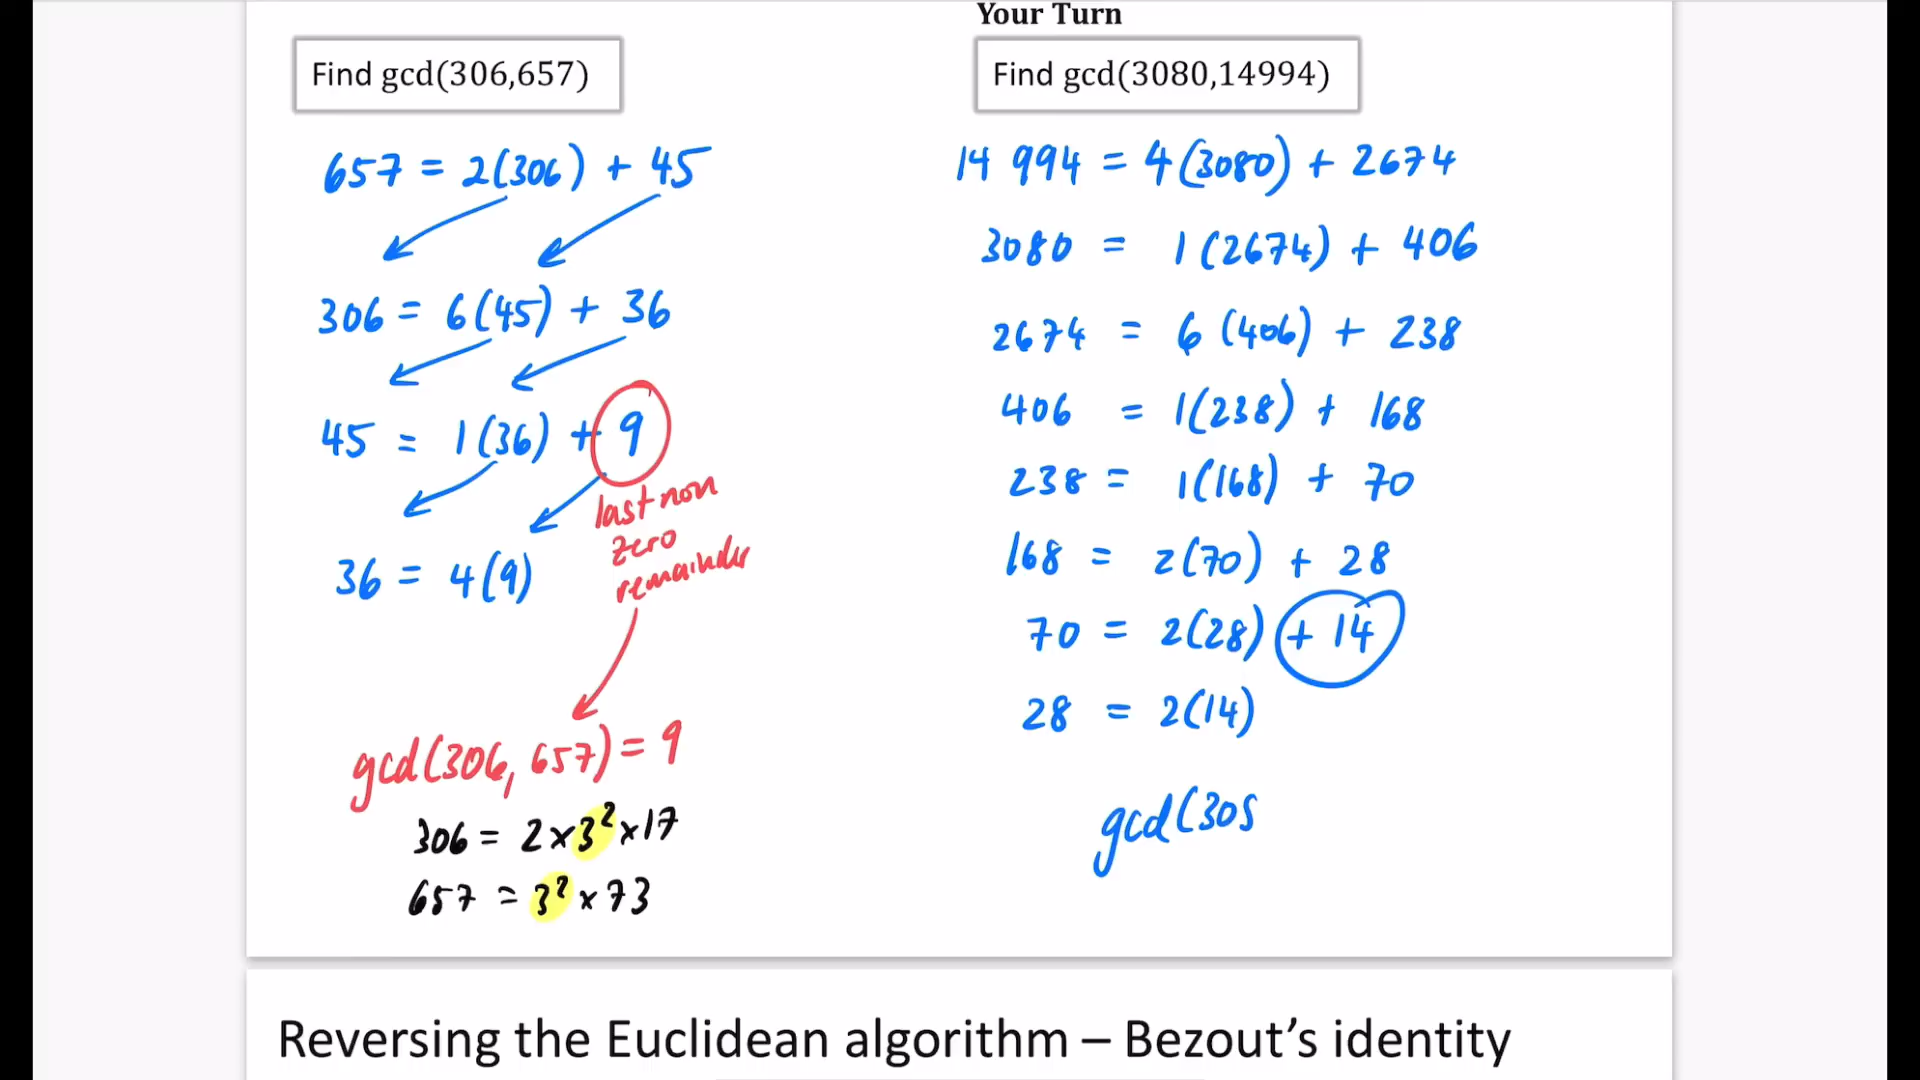 Your Turn
Find gcd(306,657)
657 = 2(306) + 45
306 = 6(45) + 36
45 = 1(36) + 9
last non
zero
remainder
36 = 4(9)
gcd(306, 657) = 9
306 = 2×3²×17
657 = 3²×73
Find gcd(3080,14994)
14 994 = 4(3080) + 2674
3080 = 1(2674) + 406
2674 = 6(406) + 238
406 = 1(238) + 168
238 = 1(168) + 70
168 = 2(70) + 28
70 = 2(28) + 14
28 = 2(14)
gcd(305
Reversing the Euclidean algorithm – Bezout’s identity